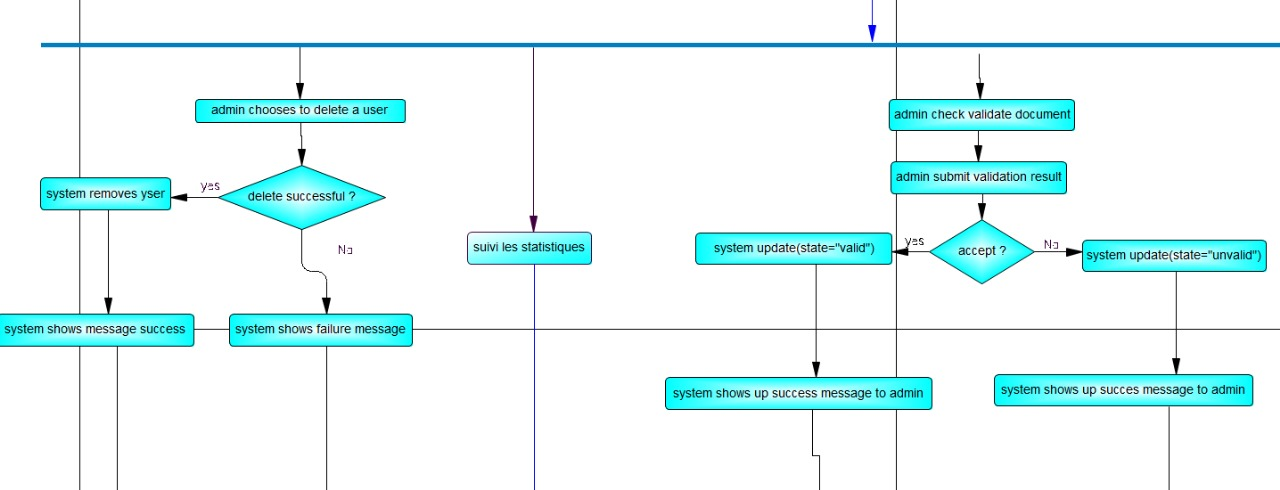 admin chooses to delete a user
admin check validate document
admin submit validation result
system removes yser
yes
delete successful ?
No
suivi les statistiques
system update(state="valid")
yes
accept ?
No
system update(state="unvalid")
system shows message success
system shows failure message
system shows up success message to admin
system shows up succes message to admin